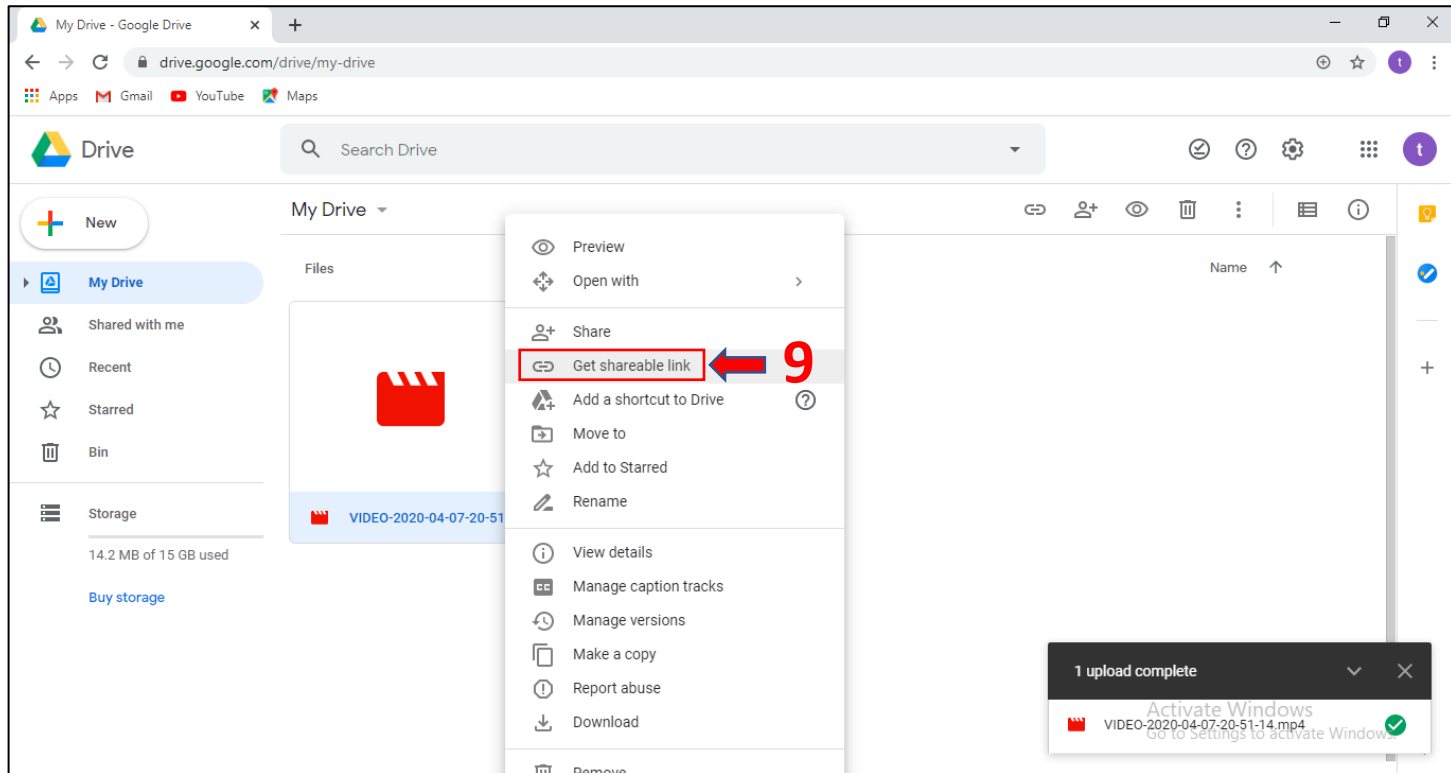 My Drive - Google Drive
drive.google.com/drive/my-drive
t
Apps Gmail YouTube Maps
Drive
Search Drive
t
New
My Drive
Name
Files
My Drive
Shared with me
Recent
Starred
Bin
Storage
14.2 MB of 15 GB used
Buy storage
VIDEO-2020-04-07-20-51
Preview
Open with
Share
Get shareable link
9
Add a shortcut to Drive
Move to
Add to Starred
Rename
View details
CC
Manage caption tracks
Manage versions
Make a copy
Report abuse
Download
Remove
1 upload complete
VIDEO-2020-04-07-20-51-14.mp4
Activate Windows
Go to Settings to activate Windows.